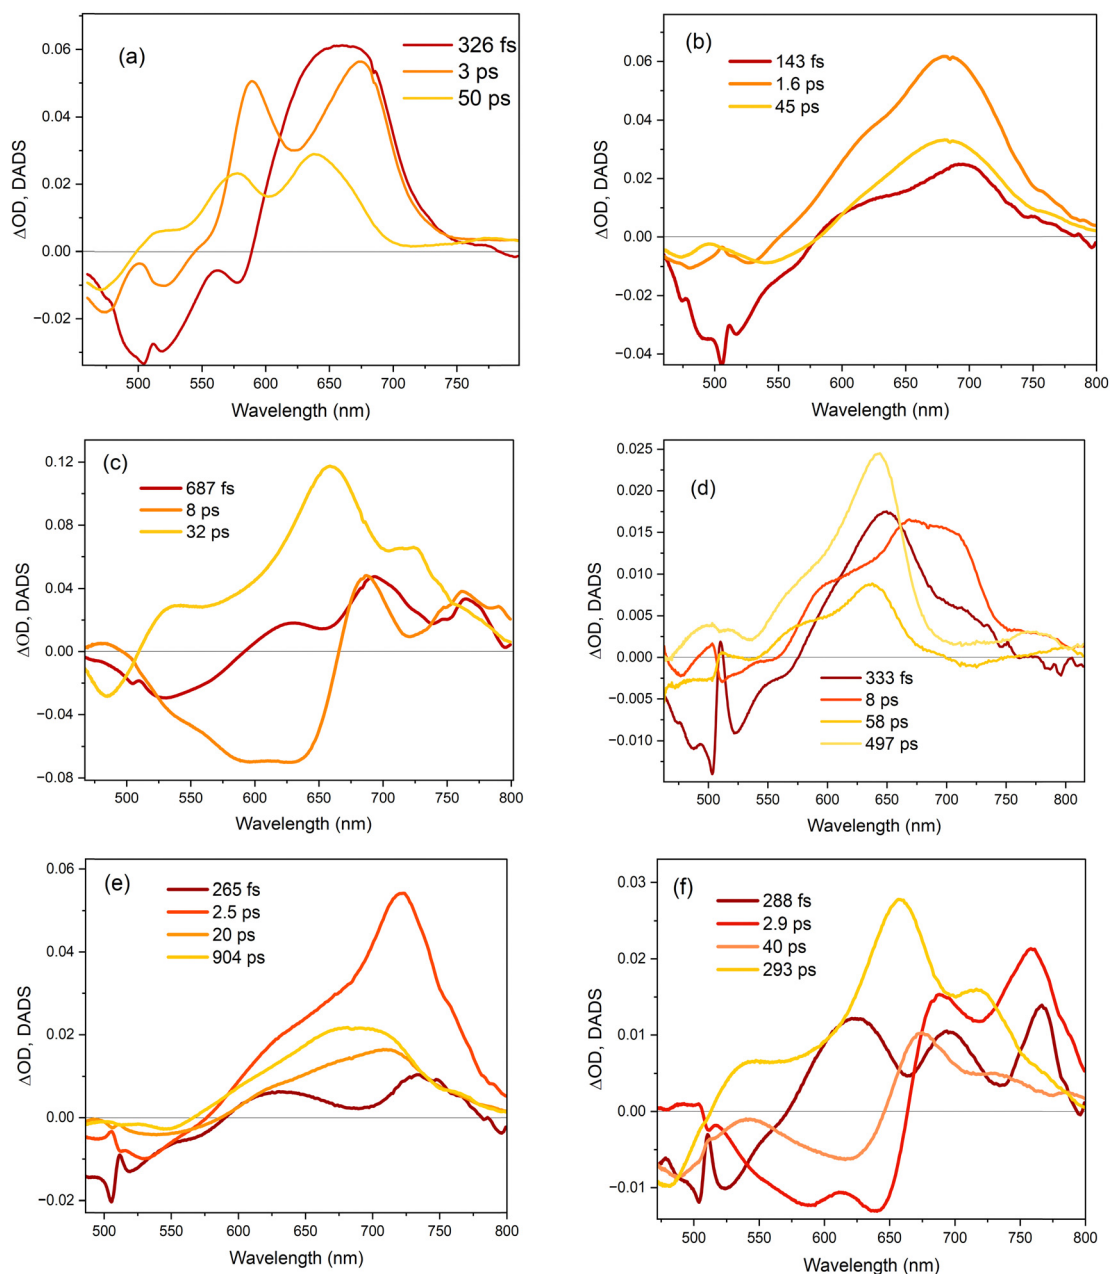 (a)
326 fs
3 ps
50 ps
0.06
0.04
0.02
0.00
−0.02
ΔOD, DADS
500 550 600 650 700 750
Wavelength (nm)
(b)
143 fs
1.6 ps
45 ps
0.06
0.04
0.02
0.00
−0.02
−0.04
ΔOD, DADS
500 550 600 650 700 750 800
Wavelength (nm)
(c)
687 fs
8 ps
32 ps
0.12
0.08
0.04
0.00
−0.04
−0.08
ΔOD, DADS
500 550 600 650 700 750 800
Wavelength (nm)
(d)
333 fs
8 ps
58 ps
497 ps
0.025
0.020
0.015
0.010
0.005
0.000
−0.005
−0.010
ΔOD, DADS
500 550 600 650 700 750 800
Wavelength (nm)
(e)
265 fs
2.5 ps
20 ps
904 ps
0.06
0.04
0.02
0.00
−0.02
ΔOD, DADS
500 550 600 650 700 750 800
Wavelength (nm)
(f)
288 fs
2.9 ps
40 ps
293 ps
0.03
0.02
0.01
0.00
−0.01
ΔOD, DADS
500 550 600 650 700 750 800
Wavelength (nm)